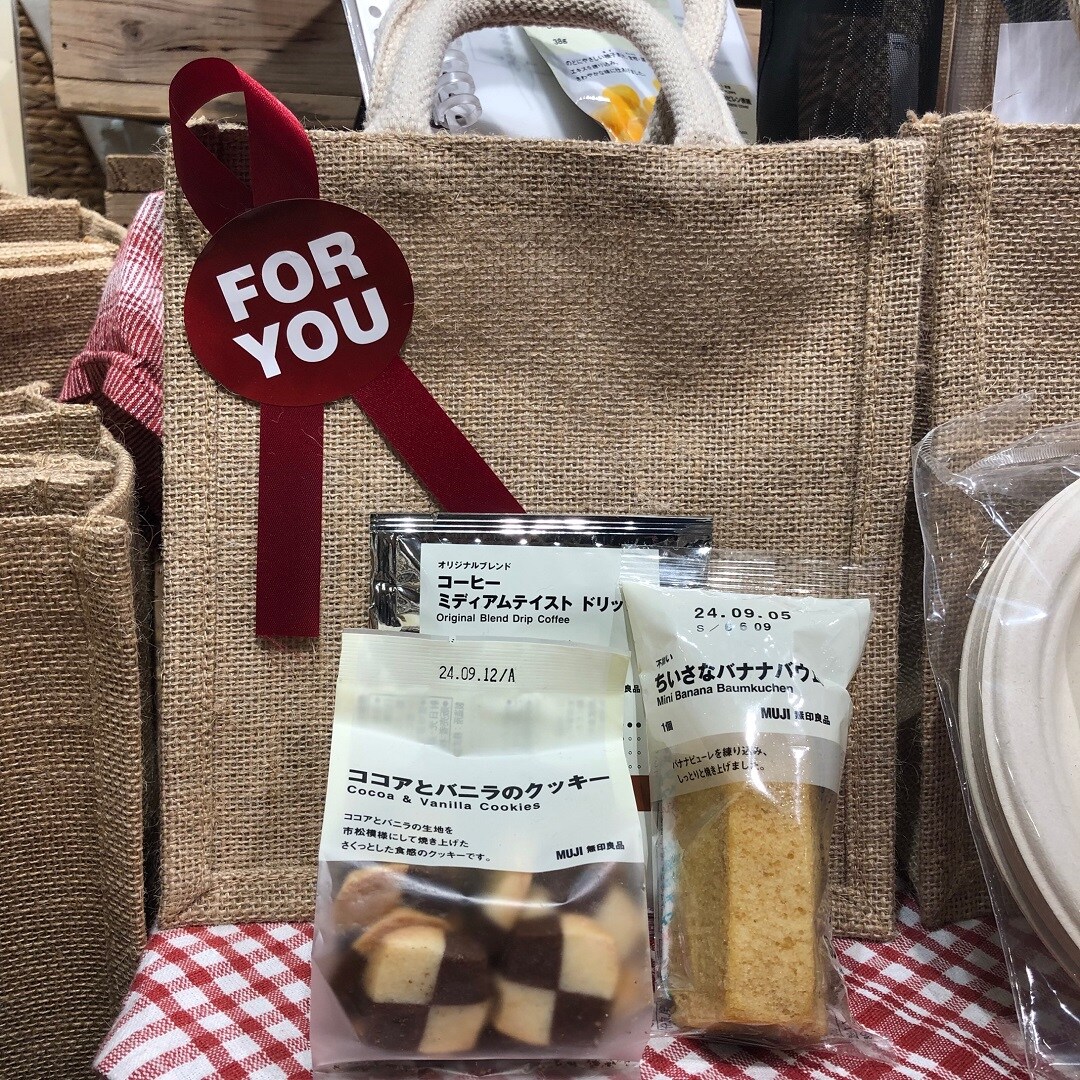 38g
FOR
YOU
オリジナルブレンド
コーヒー
ミディアムテイスト ドリッ
Original Blend Drip Coffee
24.09.12/A
ココアとバニラのクッキー
Cocoa & Vanilla Cookies
ココアとバニラの生地を
市松模様にして焼き上げた
さくっとした食感のクッキーです。
MUJI 無印良品
24.09.05
不揃い
ちいさなバナナバウム
Mini Banana Baumkuchen
1個
MUJI 無印良品
バナナピューレを練り込み、
しっとりと焼き上げました。